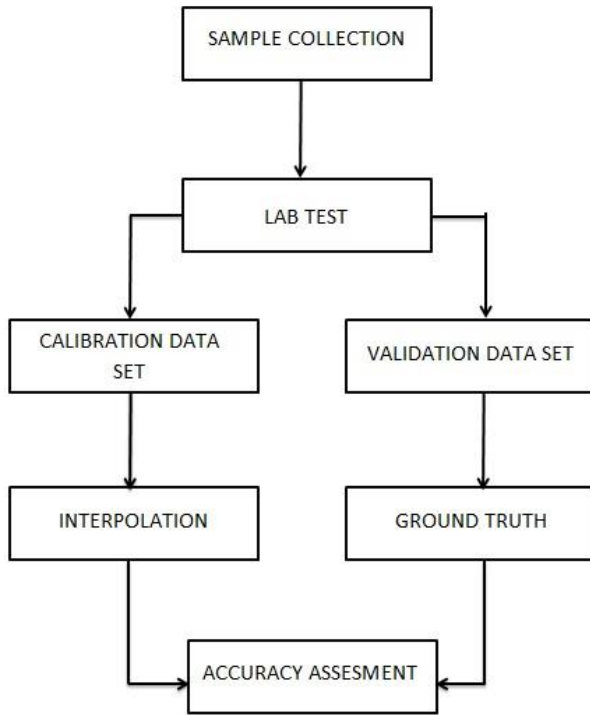 SAMPLE COLLECTION
LAB TEST
CALIBRATION DATA
SET
VALIDATION DATA SET
INTERPOLATION
GROUND TRUTH
ACCURACY ASSESMENT